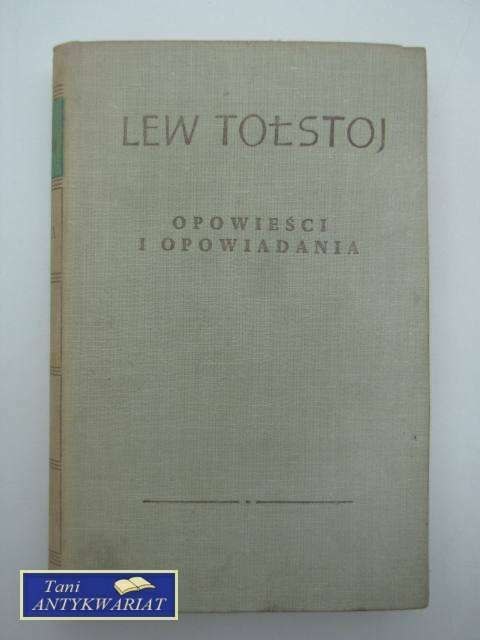 LEW TOŁSTOJ
OPOWIEŚCI
I OPOWIADANIA
Tani
ANTYKWARIAT